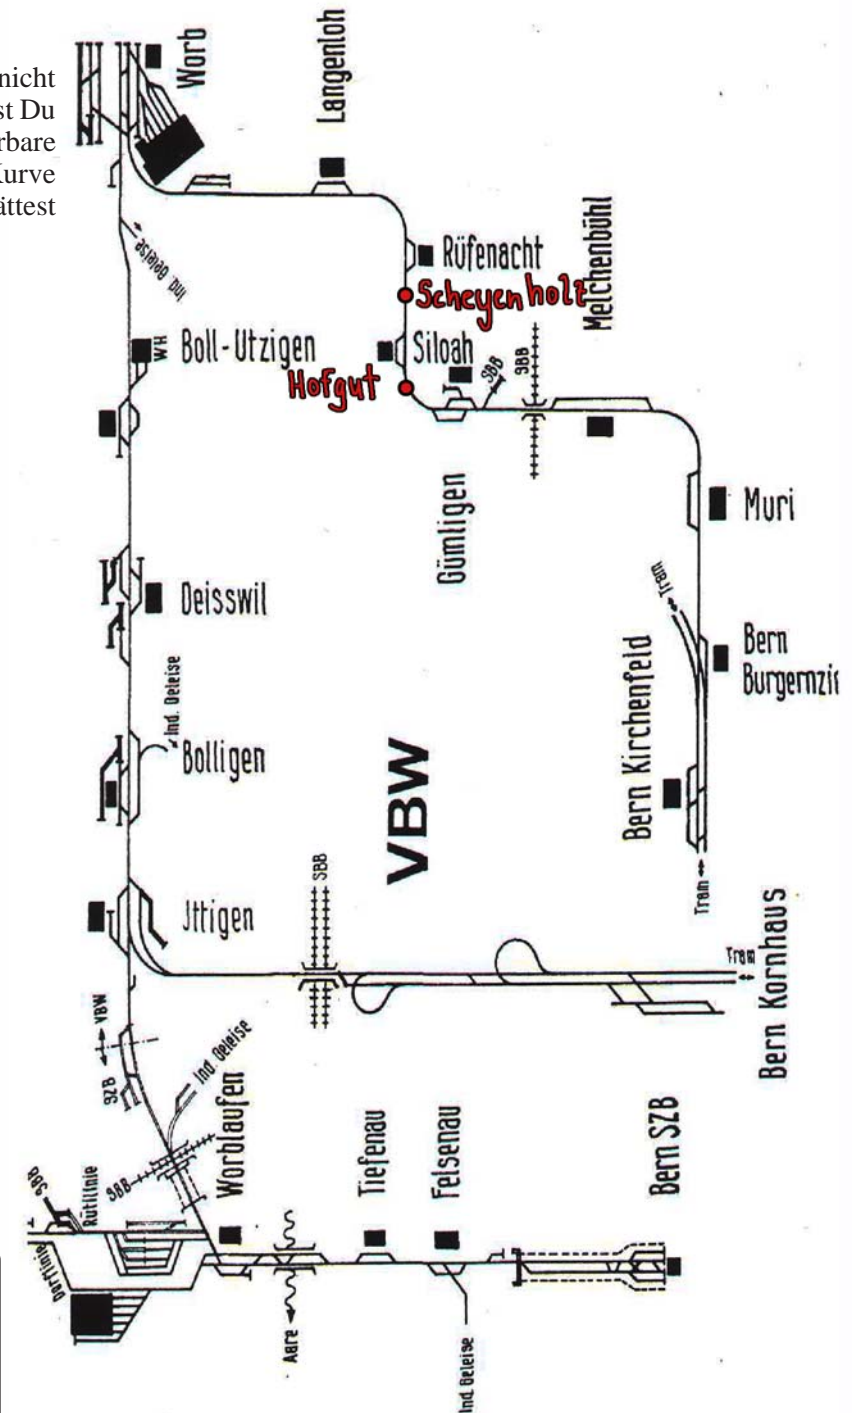 nicht
st Du
rbare
Kurve
ättest
Worb
Langenloh
Ind. Geleise
Rüfenacht
Scheyenholz
Melchenbühl
WH
Boll-Utzigen
Siloah
Hofgut
SBB
SBB
Gümligen
Muri
Deisswil
Tram
Bern
Burgernzi
Ind. Geleise
Bolligen
Bern Kirchenfeld
VBW
Tram
SBB
Jttigen
Tram
Bern Kornhaus
VBW
SZB
Ind. Geleise
Worblaufen
SBB
SBB
Rütilinie
Dorflinie
Tiefenau
Felsenau
Bern SZB
Aare
Ind. Geleise